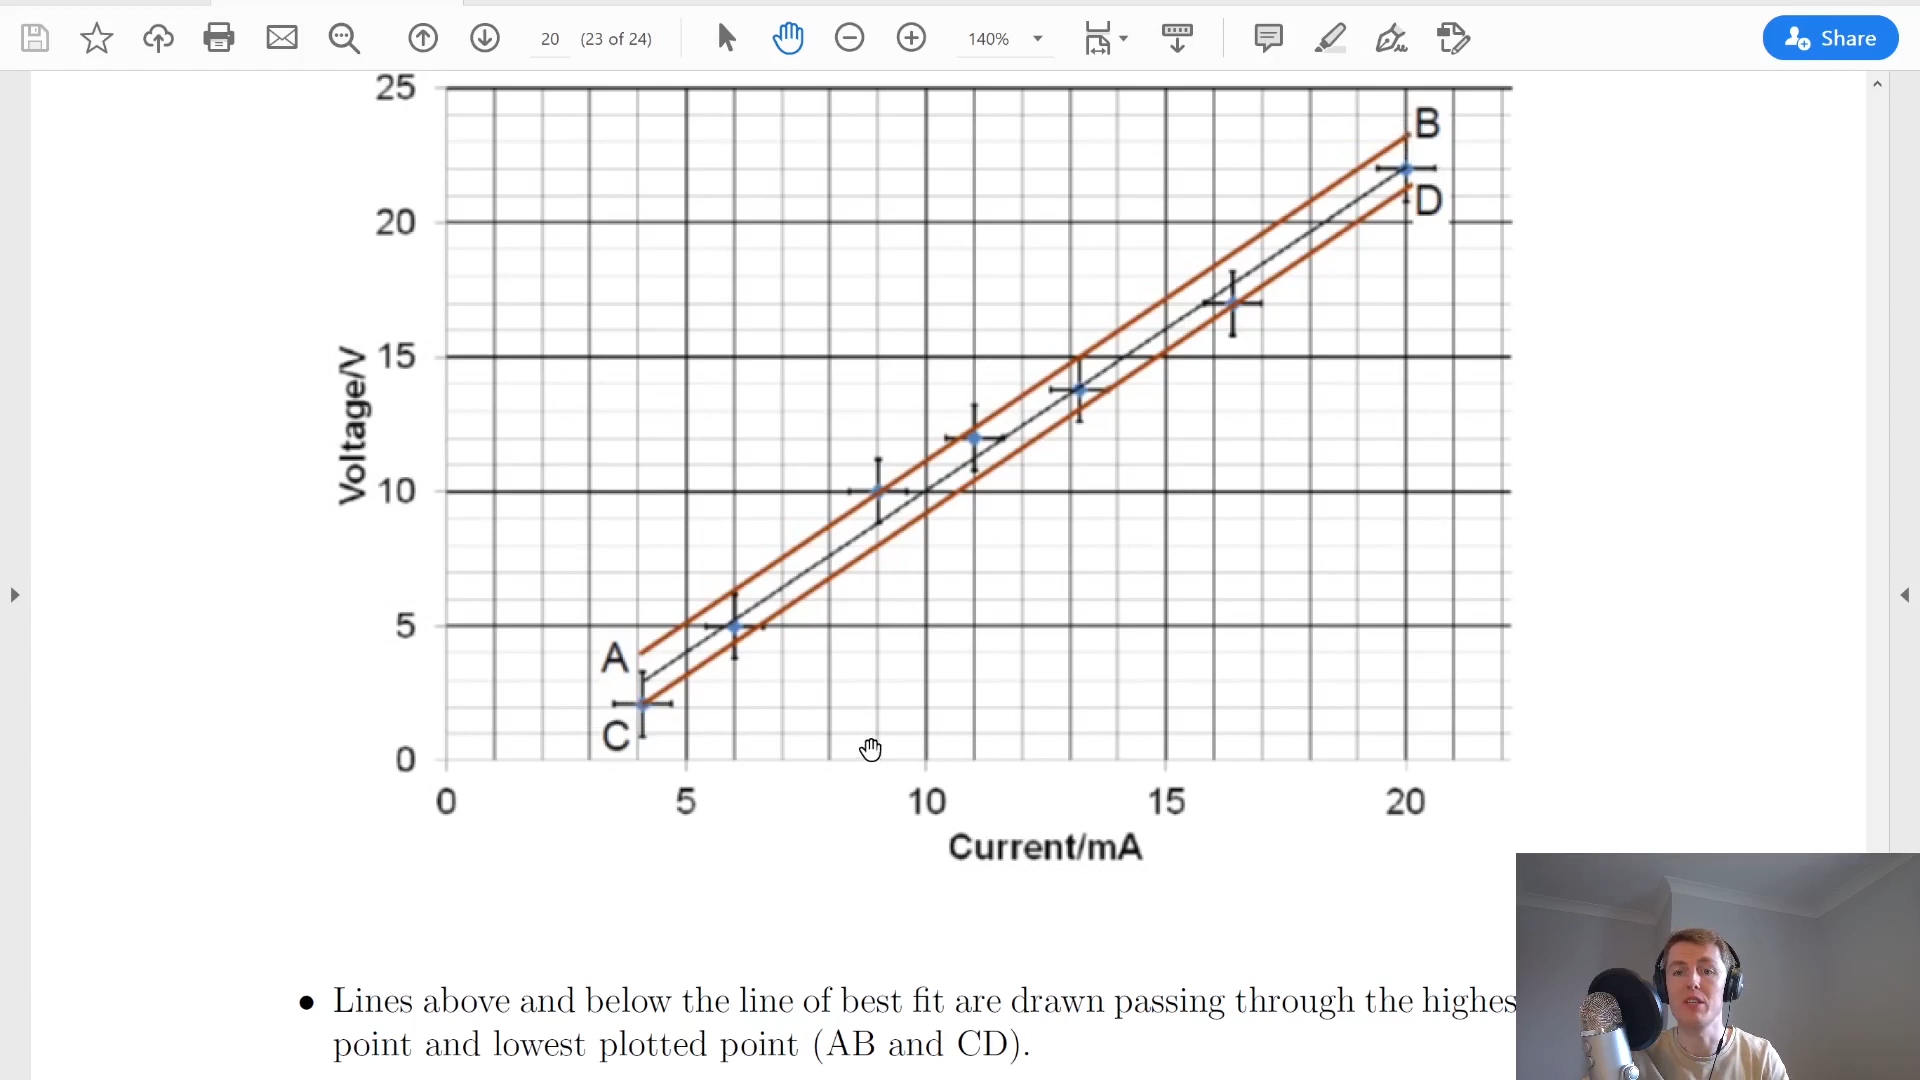 20 (23 of 24)
140%
Share
25
B
D
20
15
Voltage/V
10
5
A
C
0
0 5 10 15 20
Current/mA
• Lines above and below the line of best fit are drawn passing through the highes
point and lowest plotted point (AB and CD).